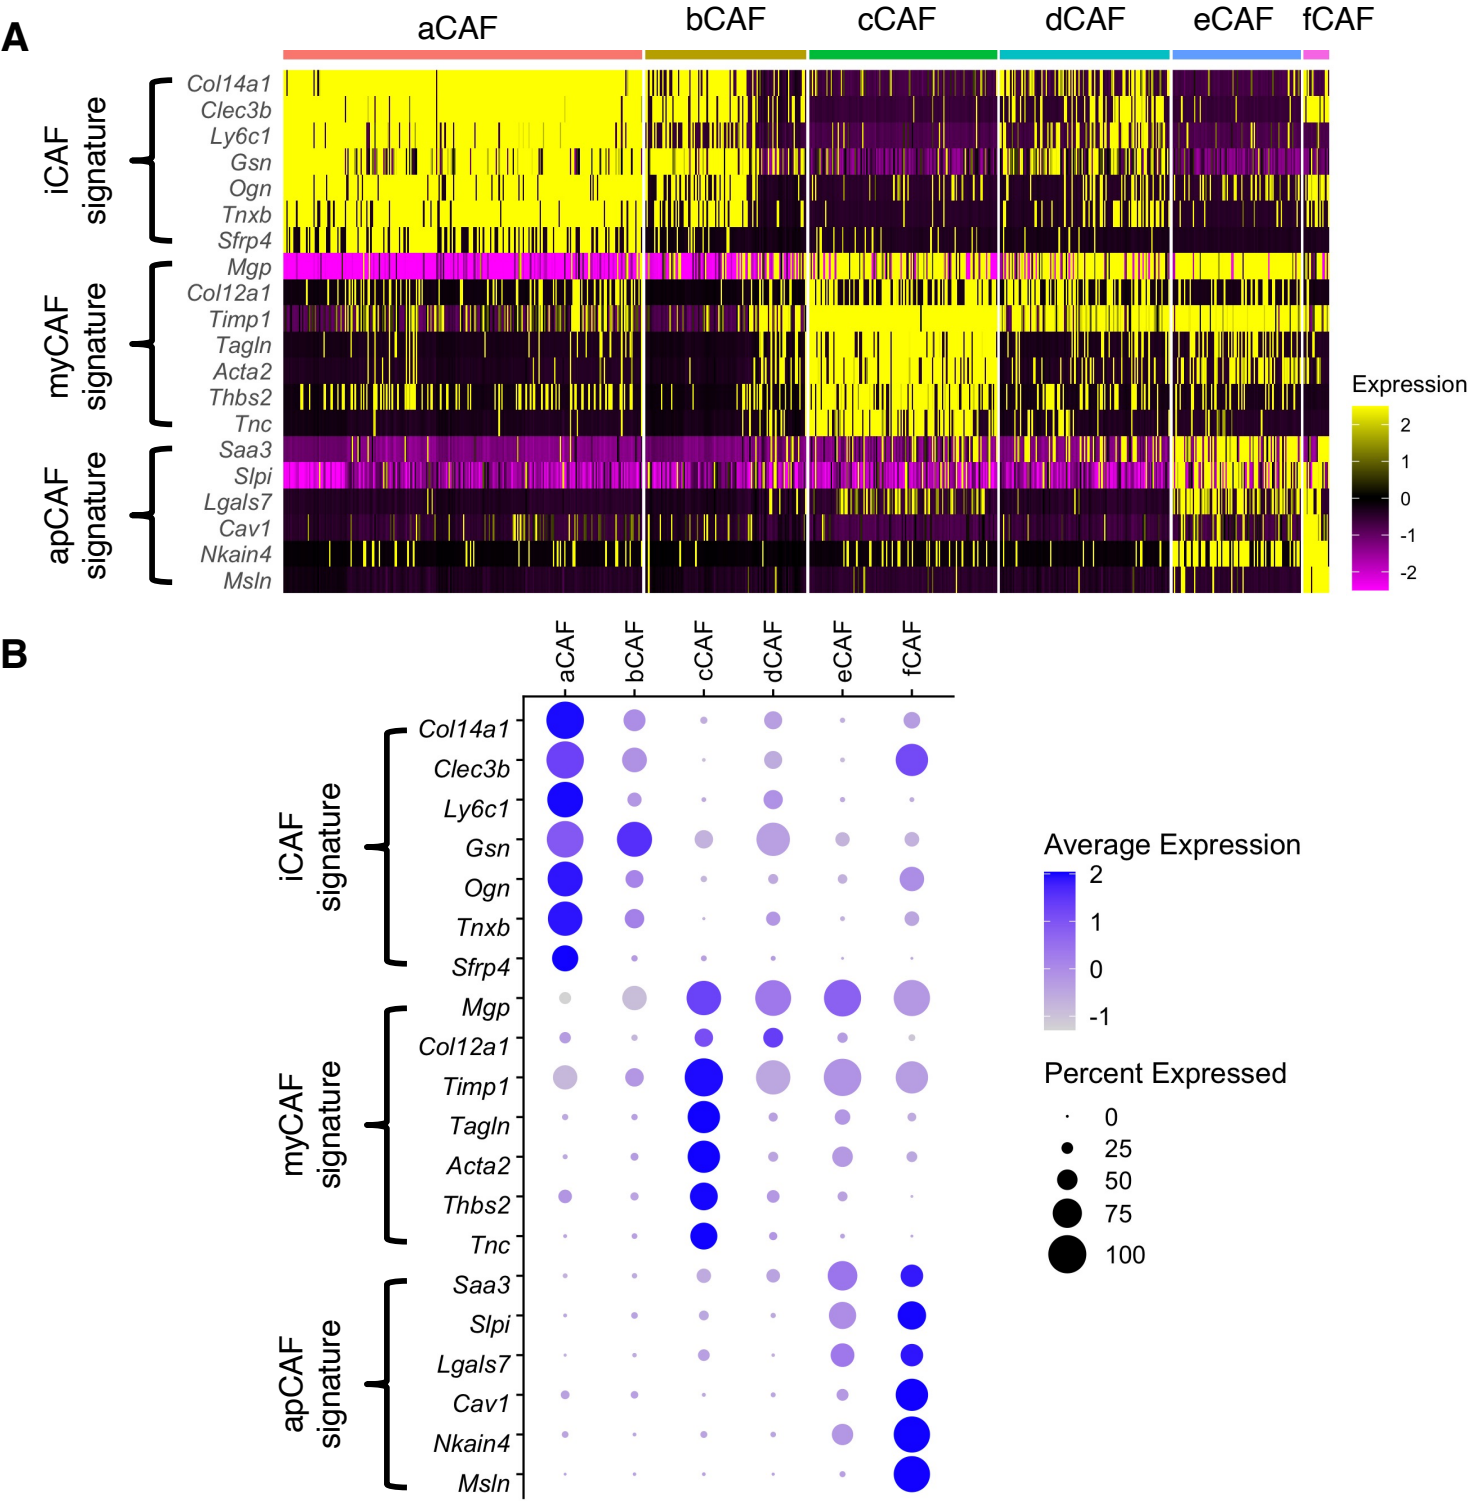 A
aCAF
bCAF
cCAF
dCAF
eCAF
fCAF
iCAF
signature
Col14a1
Clec3b
Ly6c1
Gsn
Ogn
Tnxb
Sfrp4
myCAF
signature
Mgp
Col12a1
Timp1
Tagln
Acta2
Thbs2
Tnc
apCAF
signature
Saa3
Slpi
Lgals7
Cav1
Nkain4
Msln
Expression
2
1
0
-1
-2
B
aCAF
bCAF
cCAF
dCAF
eCAF
fCAF
iCAF
signature
Col14a1
Clec3b
Ly6c1
Gsn
Ogn
Tnxb
Sfrp4
myCAF
signature
Mgp
Col12a1
Timp1
Tagln
Acta2
Thbs2
Tnc
apCAF
signature
Saa3
Slpi
Lgals7
Cav1
Nkain4
Msln
Average Expression
2
1
0
-1
Percent Expressed
0
25
50
75
100